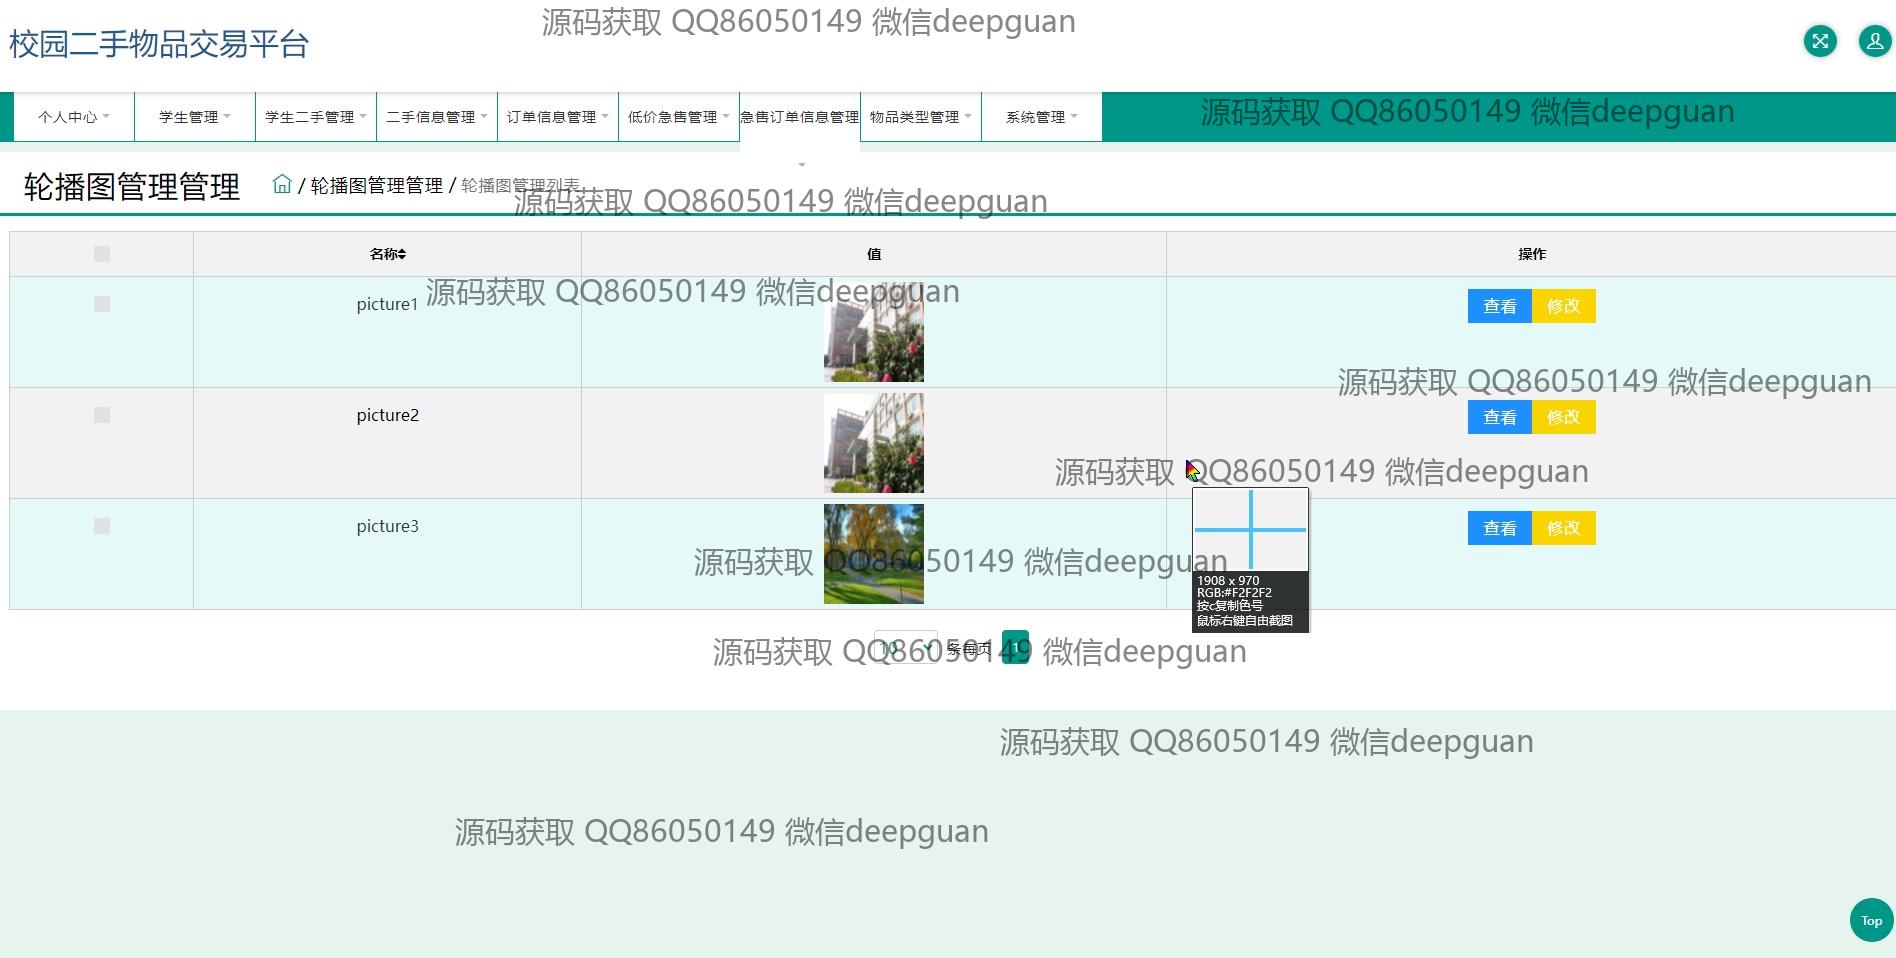 源码获取 QQ86050149 微信deepguan
校园二手物品交易平台
个人中心 学生管理 学生二手管理 二手信息管理 订单信息管理 低价急售管理 急售订单信息管理 物品类型管理 系统管理
源码获取 QQ86050149 微信deepguan
轮播图管理管理 / 轮播图管理管理 / 轮播图管理列表
源码获取 QQ86050149 微信deepguan
名称 值 操作
源码获取 QQ86050149 微信deepguan
picture1 查看 修改
源码获取 QQ86050149 微信deepguan
picture2 查看 修改
源码获取 QQ86050149 微信deepguan
picture3 查看 修改
源码获取 QQ86050149 微信deepguan
1908 x 970
RGB:#F2F2F2
按c复制色号
鼠标右键自由截图
10 条每页 1
源码获取 QQ86050149 微信deepguan
源码获取 QQ86050149 微信deepguan
源码获取 QQ86050149 微信deepguan
Top